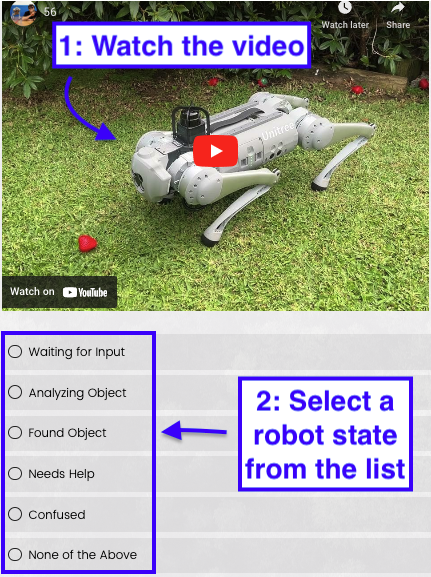 56
Watch later
Share
1: Watch the video
Unitree
Watch on YouTube
Waiting for Input
Analyzing Object
Found Object
Needs Help
Confused
None of the Above
2: Select a
robot state
from the list